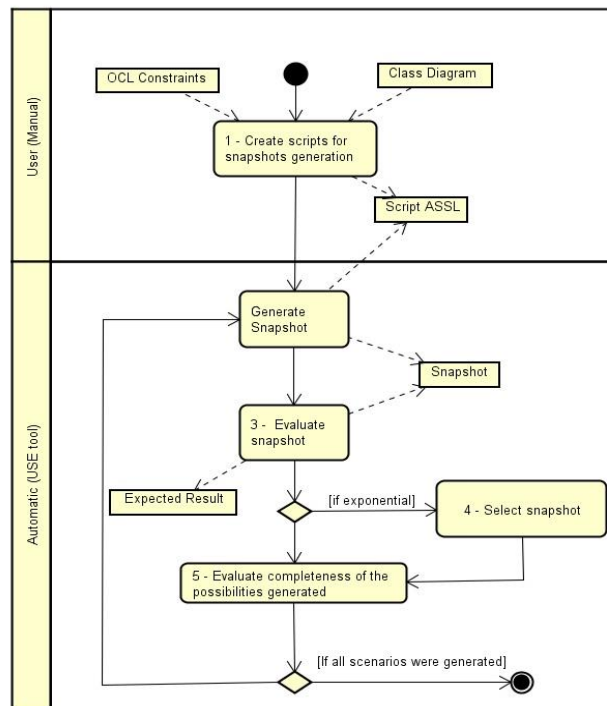 User (Manual)
OCL Constraints
Class Diagram
1 - Create scripts for
snapshots generation
Script ASSL
Automatic (USE tool)
Generate
Snapshot
Snapshot
3 - Evaluate
snapshot
Expected Result
[if exponential]
4 - Select snapshot
5 - Evaluate completeness of the
possibilities generated
[If all scenarios were generated]